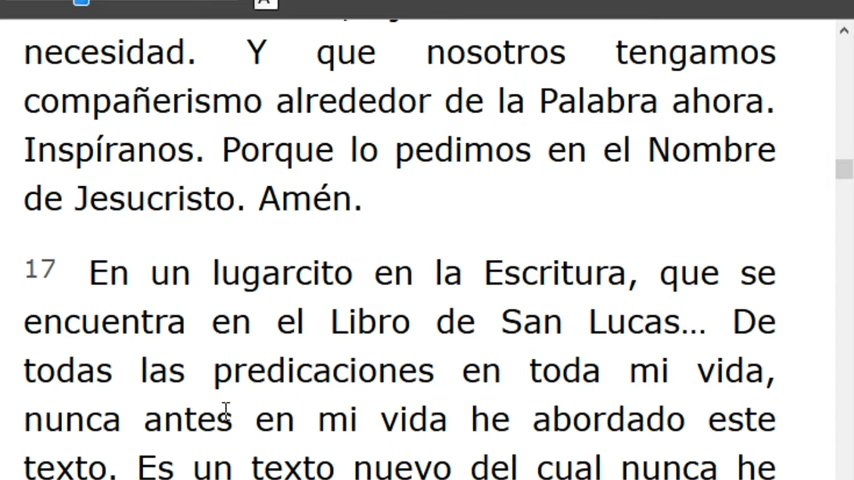 necesidad. Y que nosotros tengamos
compañerismo alrededor de la Palabra ahora.
Inspíranos. Porque lo pedimos en el Nombre
de Jesucristo. Amén.
17 En un lugarcito en la Escritura, que se
encuentra en el Libro de San Lucas... De
todas las predicaciones en toda mi vida,
nunca antes en mi vida he abordado este
texto. Es un texto nuevo del cual nunca he